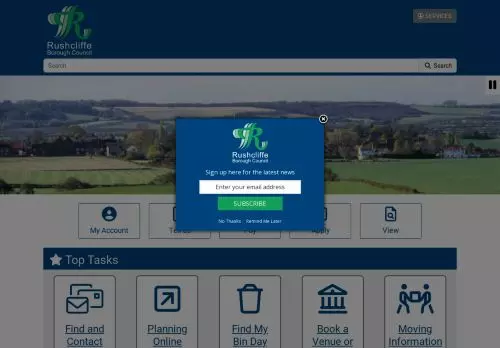 Rushcliffe
Borough Council
SERVICES
Search
Search
Rushcliffe
Borough Council
Sign up here for the latest news
Enter your email address
SUBSCRIBE
No Thanks
Remind Me Later
My Account
Pay
Apply
View
Top Tasks
Find and
Contact
Planning
Online
Find My
Bin Day
Book a
Venue or
Moving
Information